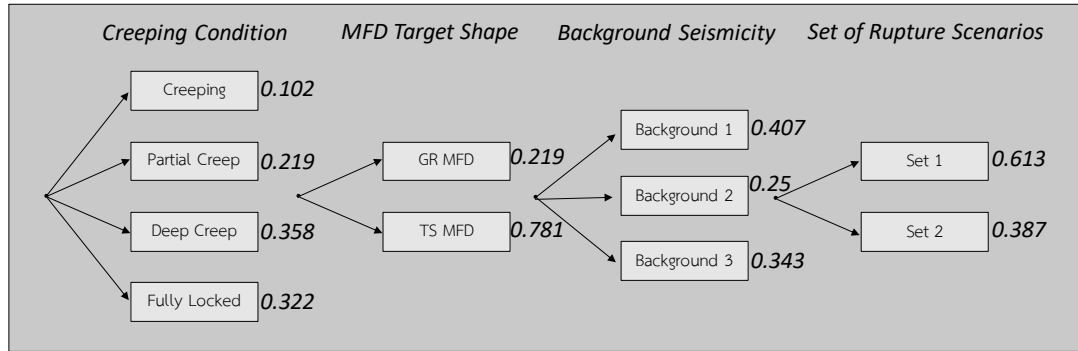 Creeping Condition
MFD Target Shape
Background Seismicity
Set of Rupture Scenarios
Creeping 0.102
Partial Creep 0.219
Deep Creep 0.358
Fully Locked 0.322
GR MFD 0.219
TS MFD 0.781
Background 1 0.407
Background 2 0.25
Background 3 0.343
Set 1 0.613
Set 2 0.387